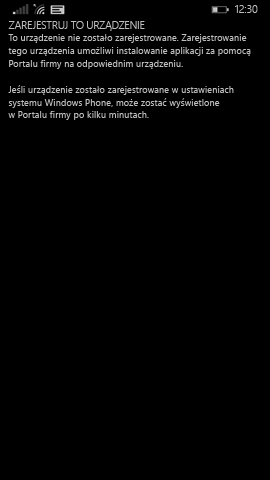 12:30
ZAREJESTRUJ TO URZĄDZENIE
To urządzenie nie zostało zarejestrowane. Zarejestrowanie
tego urządzenia umożliwi instalowanie aplikacji za pomocą
Portalu firmy na odpowiednim urządzeniu.
Jeśli urządzenie zostało zarejestrowane w ustawieniach
systemu Windows Phone, może zostać wyświetlone
w Portalu firmy po kilku minutach.